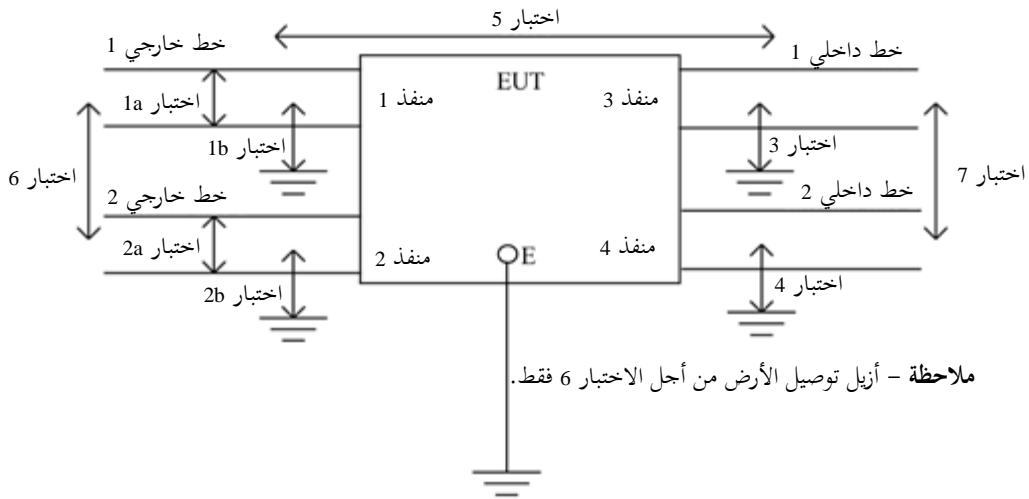 اختبار 5
خط خارجي 1
خط داخلي 1
EUT
منفذ 1
منفذ 3
اختبار 1a
اختبار 1b
اختبار 3
اختبار 6
اختبار 7
خط خارجي 2
خط داخلي 2
اختبار 2a
منفذ 2
E
منفذ 4
اختبار 2b
اختبار 4
ملاحظة – أزيل توصيل الأرض من أجل الاختبار 6 فقط.